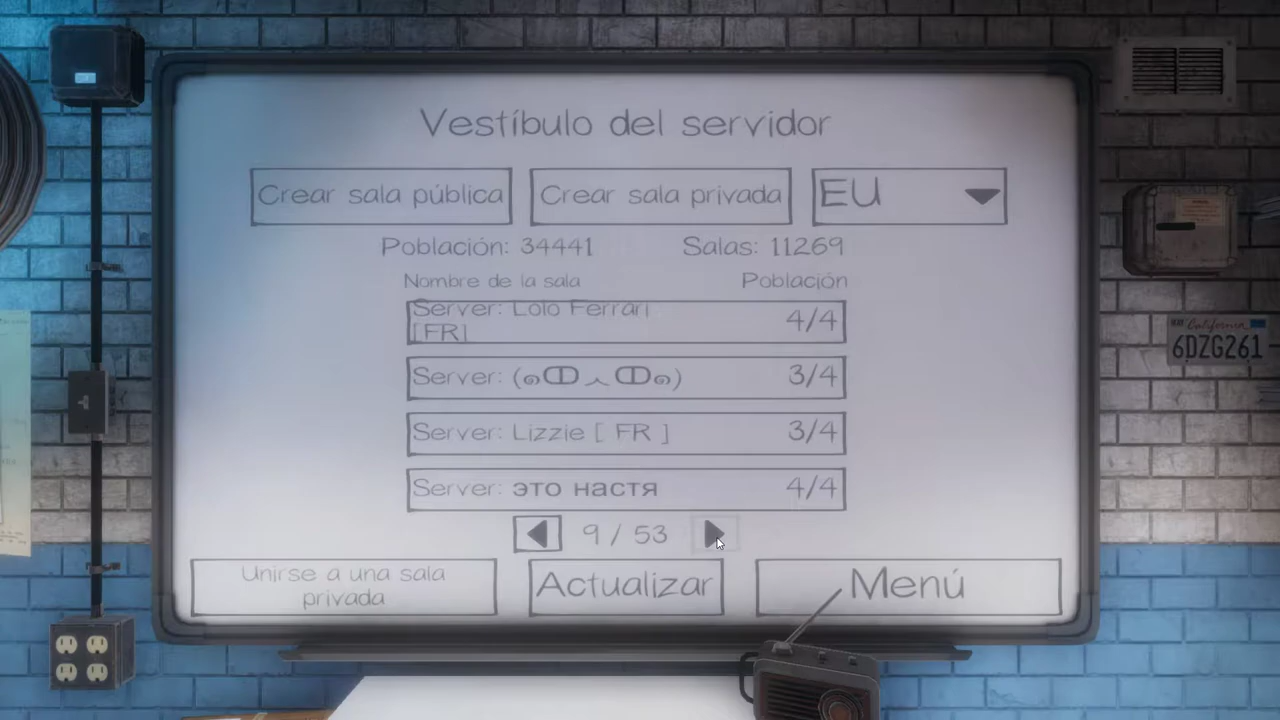 Vestíbulo del servidor
Crear sala pública
Crear sala privada
EU
Población: 34441
Salas: 11269
Nombre de la sala
Población
Server: Lolo Ferrari
[FR]
4/4
Server: (๑ↀ ෴ ↀ๑)
3/4
Server: Lizzie [ FR ]
3/4
Server: это настя
4/4
9 / 53
Unirse a una sala
privada
Actualizar
Menú
California
6DZG261